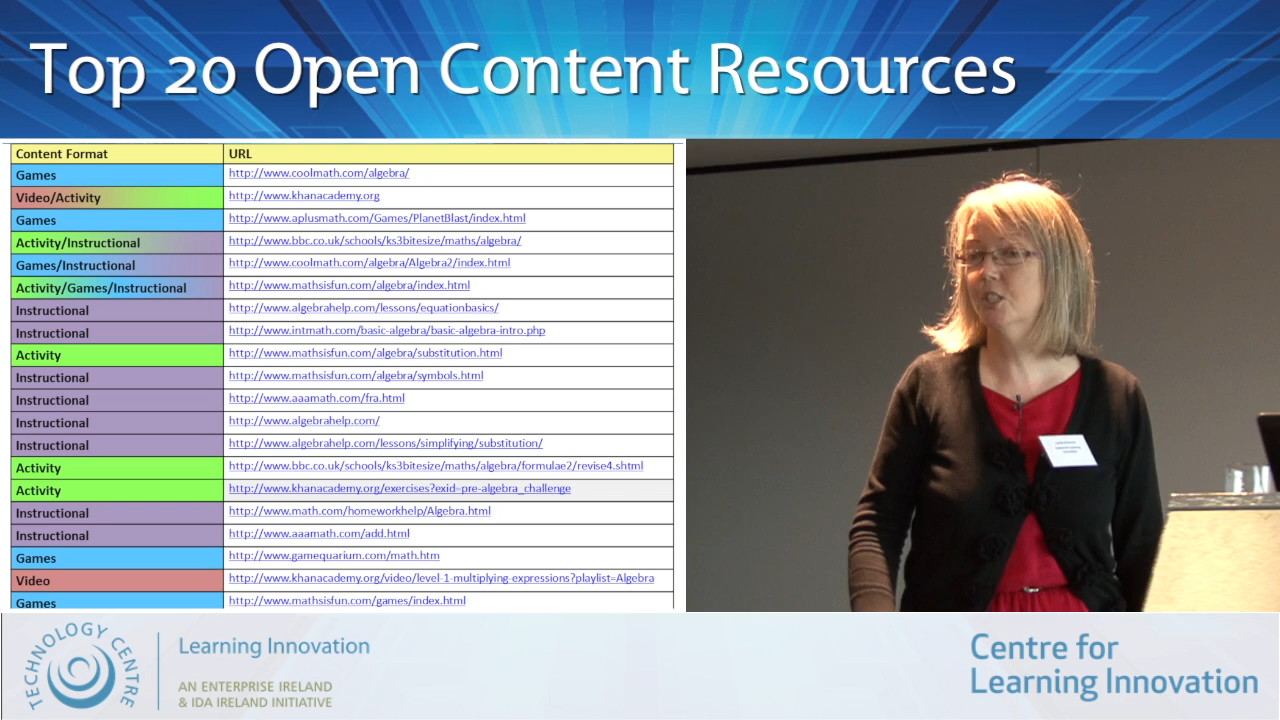 Top 20 Open Content Resources
Content Format URL
Games http://www.coolmath.com/algebra/
Video/Activity http://www.khanacademy.org
Games http://www.aplusmath.com/Games/PlanetBlast/index.html
Activity/Instructional http://www.bbc.co.uk/schools/ks3bitesize/maths/algebra/
Games/Instructional http://www.coolmath.com/algebra/Algebra2/index.html
Activity/Games/Instructional http://www.mathsisfun.com/algebra/index.html
Instructional http://www.algebrahelp.com/lessons/equationbasics/
Instructional http://www.intmath.com/basic-algebra/basic-algebra-intro.php
Activity http://www.mathsisfun.com/algebra/substitution.html
Instructional http://www.mathsisfun.com/algebra/symbols.html
Instructional http://www.aaamath.com/fra.html
Instructional http://www.algebrahelp.com/
Instructional http://www.algebrahelp.com/lessons/simplifying/substitution/
Activity http://www.bbc.co.uk/schools/ks3bitesize/maths/algebra/formulae2/revise4.shtml
Activity http://www.khanacademy.org/exercises?exid=pre-algebra_challenge
Instructional http://www.math.com/homeworkhelp/Algebra.html
Instructional http://www.aaamath.com/add.html
Games http://www.gamequarium.com/math.htm
Video http://www.khanacademy.org/video/level-1-multiplying-expressions?playlist=Algebra
Games http://www.mathsisfun.com/games/index.html
TECHNOLOGY CENTRE
Learning Innovation
AN ENTERPRISE IRELAND
& IDA IRELAND INITIATIVE
Centre for
Learning Innovation